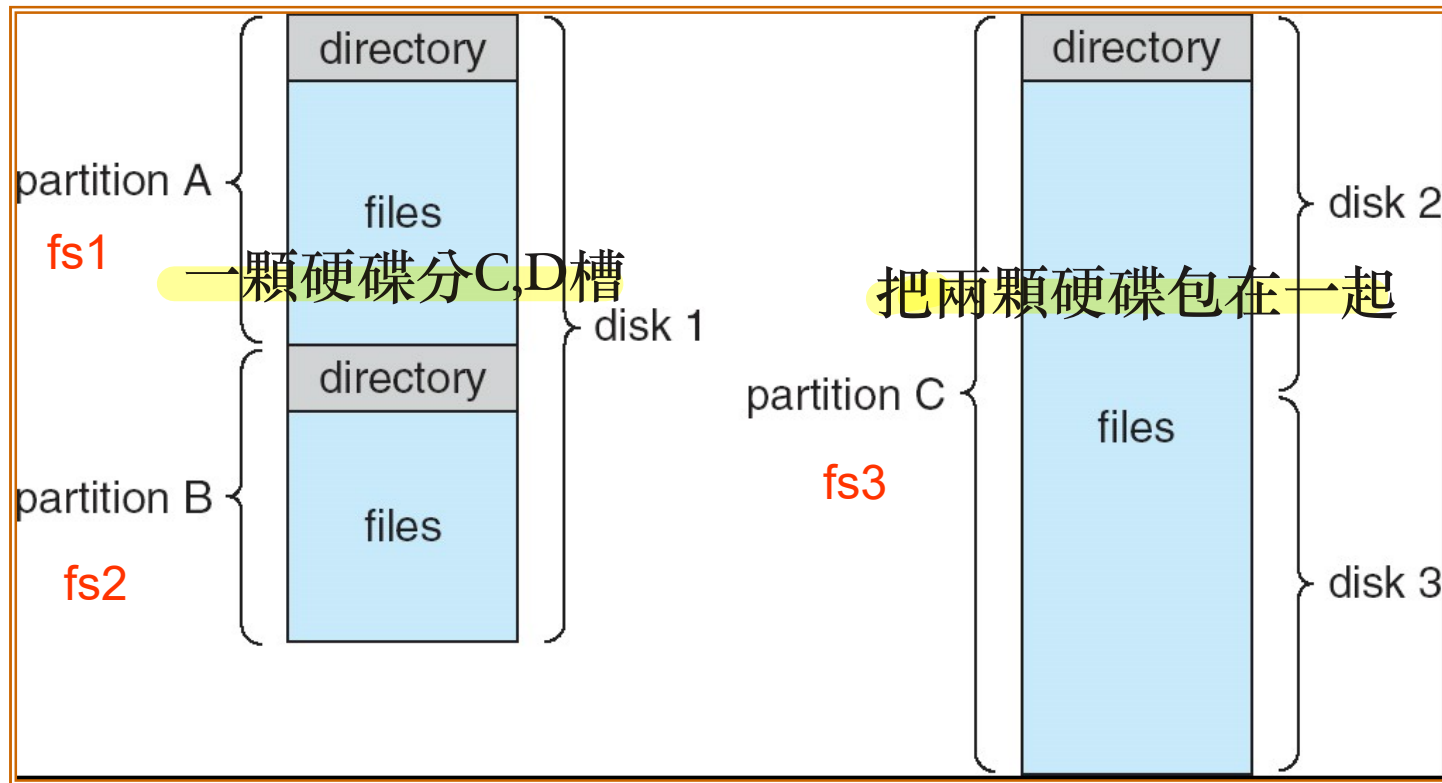 directory
partition A
files
fs1
一顆硬碟分C,D槽
disk 1
directory
partition B
files
fs2
directory
disk 2
把兩顆硬碟包在一起
partition C
files
fs3
disk 3